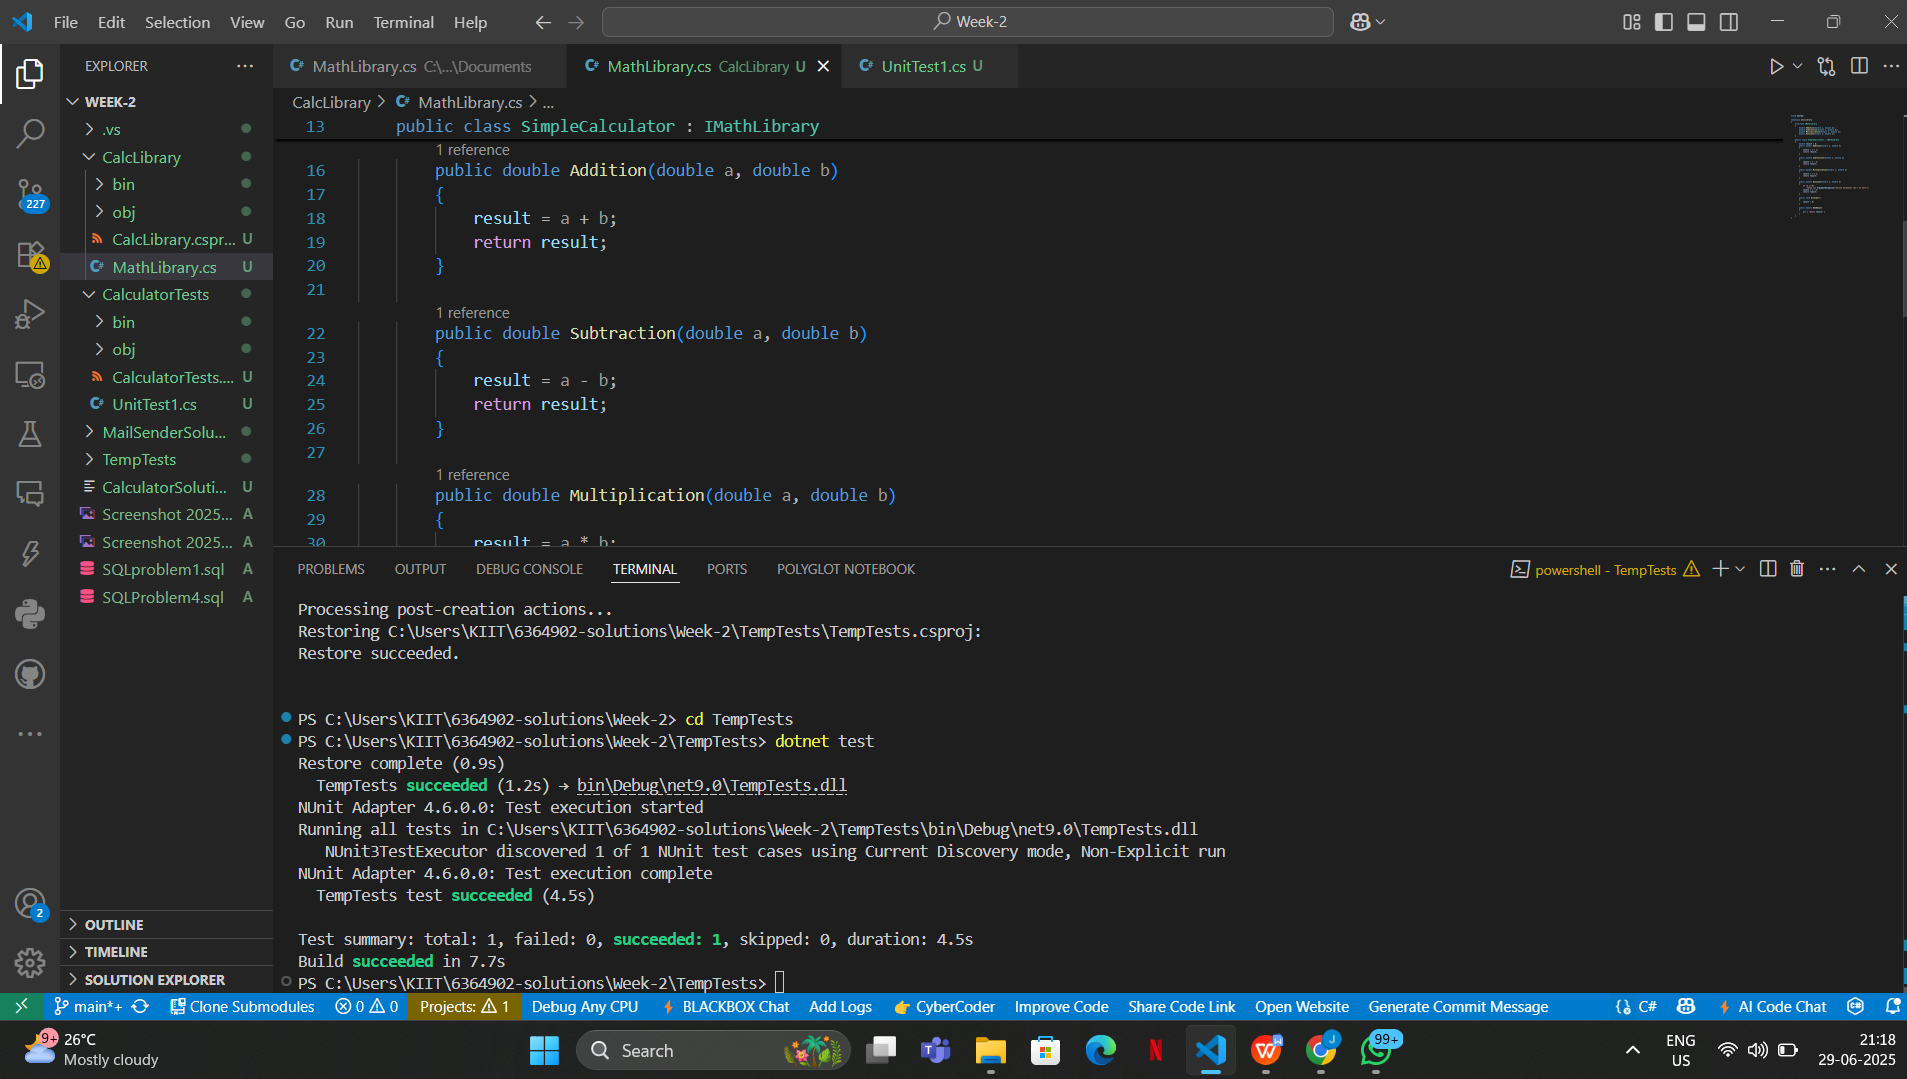 File Edit Selection View Go Run Terminal Help
Week-2
EXPLORER
MathLibrary.cs C:\...\Documents
MathLibrary.cs CalcLibrary U
UnitTest1.cs U
WEEK-2
.vs
CalcLibrary
bin
obj
CalcLibrary.cspr... U
MathLibrary.cs U
CalculatorTests
bin
obj
CalculatorTests.... U
UnitTest1.cs U
MailSenderSolu...
TempTests
CalculatorSoluti... U
Screenshot 2025... A
Screenshot 2025... A
SQLproblem1.sql A
SQLProblem4.sql A
OUTLINE
TIMELINE
SOLUTION EXPLORER
227
2
CalcLibrary > MathLibrary.cs > ...
13 public class SimpleCalculator : IMathLibrary
1 reference
16 public double Addition(double a, double b)
17 {
18 result = a + b;
19 return result;
20 }
21
1 reference
22 public double Subtraction(double a, double b)
23 {
24 result = a - b;
25 return result;
26 }
27
1 reference
28 public double Multiplication(double a, double b)
29 {
30 result = a * b;
PROBLEMS OUTPUT DEBUG CONSOLE TERMINAL PORTS POLYGLOT NOTEBOOK
powershell - TempTests
Processing post-creation actions...
Restoring C:\Users\KIIT\6364902-solutions\Week-2\TempTests\TempTests.csproj:
Restore succeeded.
PS C:\Users\KIIT\6364902-solutions\Week-2> cd TempTests
PS C:\Users\KIIT\6364902-solutions\Week-2\TempTests> dotnet test
Restore complete (0.9s)
TempTests succeeded (1.2s) → bin\Debug\net9.0\TempTests.dll
NUnit Adapter 4.6.0.0: Test execution started
Running all tests in C:\Users\KIIT\6364902-solutions\Week-2\TempTests\bin\Debug\net9.0\TempTests.dll
NUnit3TestExecutor discovered 1 of 1 NUnit test cases using Current Discovery mode, Non-Explicit run
NUnit Adapter 4.6.0.0: Test execution complete
TempTests test succeeded (4.5s)
Test summary: total: 1, failed: 0, succeeded: 1, skipped: 0, duration: 4.5s
Build succeeded in 7.7s
PS C:\Users\KIIT\6364902-solutions\Week-2\TempTests>
main*+ Clone Submodules 0 0 Projects: 1 Debug Any CPU BLACKBOX Chat Add Logs CyberCoder Improve Code Share Code Link Open Website Generate Commit Message C# AI Code Chat
9+
26°C
Mostly cloudy
Search
99+
ENG
US
21:18
29-06-2025